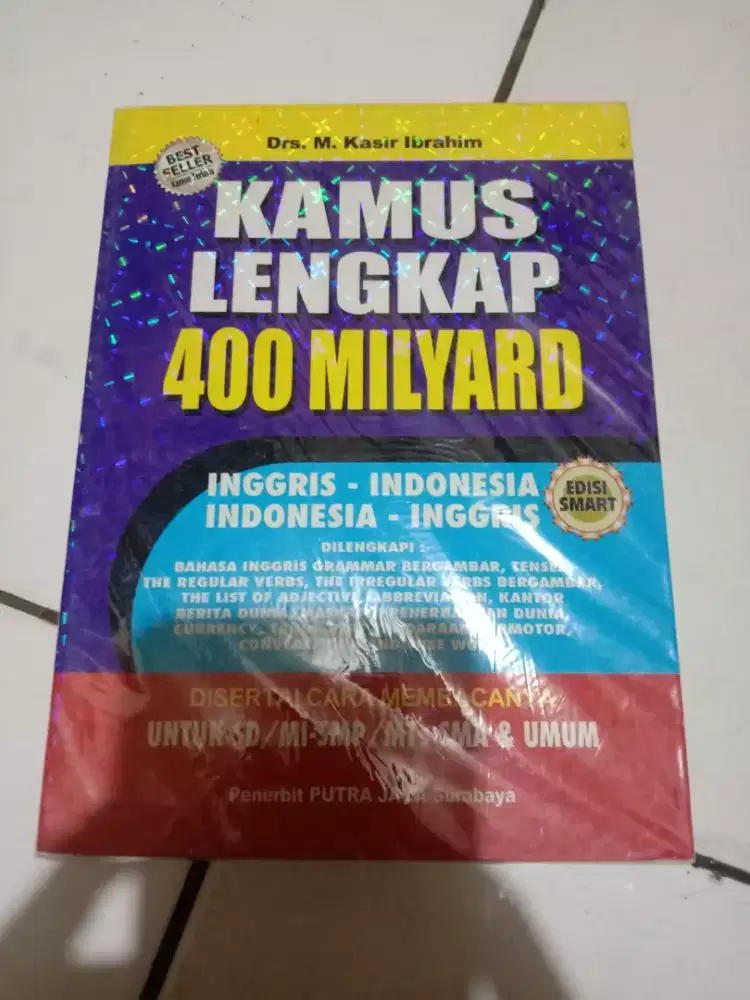 Drs. M. Kasir Ibrahim
BEST
SELLER
KAMUS
LENGKAP
400 MILYARD
INGGRIS - INDONESIA
INDONESIA - INGGRIS
EDISI
SMART
DILENGKAPI :
BAHASA INGGRIS GRAMMAR BERGAMBAR, TENSES,
THE REGULAR VERBS, THE IRREGULAR VERBS BERGAMBAR,
THE LIST OF ADJECTIVE, ABBREVIATION, KANTOR
BERITA DUNIA, PENERBANGAN DUNIA,
CURRENCY,
DISERTAI CARA MEMBACANYA
UNTUK SD/MI-SMP/MTs-SMA & UMUM
Penerbit PUTRA JAYA Surabaya